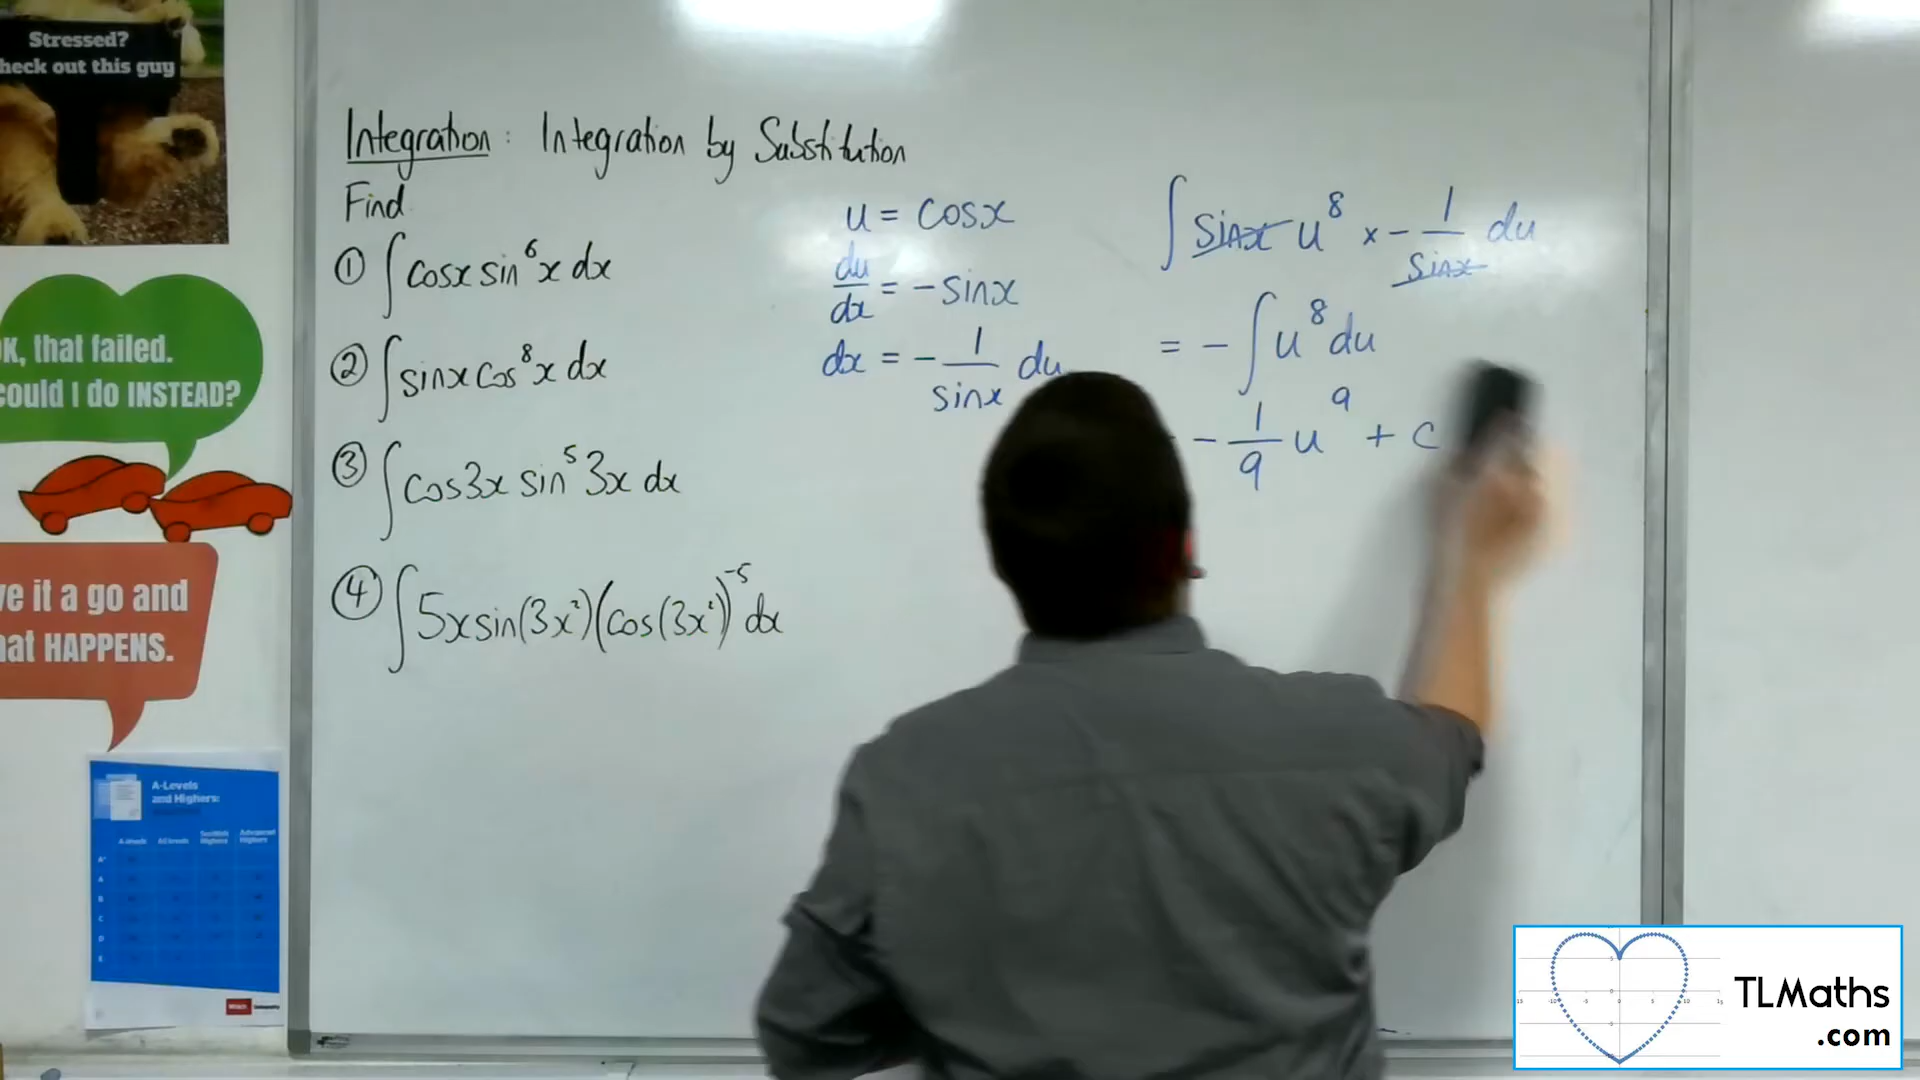 Stressed?
heck out this guy
Integration: Integration by Substitution
Find
① ∫ cosx sin⁶x dx
② ∫ sinx cos⁸x dx
③ ∫ cos3x sin⁵3x dx
④ ∫ 5x sin(3x²)(cos(3x²))⁻⁵ dx
u = cosx
du/dx = -sinx
dx = - 1/sinx du
∫ sinx u⁸ × - 1/sinx du
= - ∫ u⁸ du
- 1/9 u⁹ + c
K, that failed.
could I do INSTEAD?
ve it a go and
hat HAPPENS.
A-Levels
and Highers:
TLMaths
.com